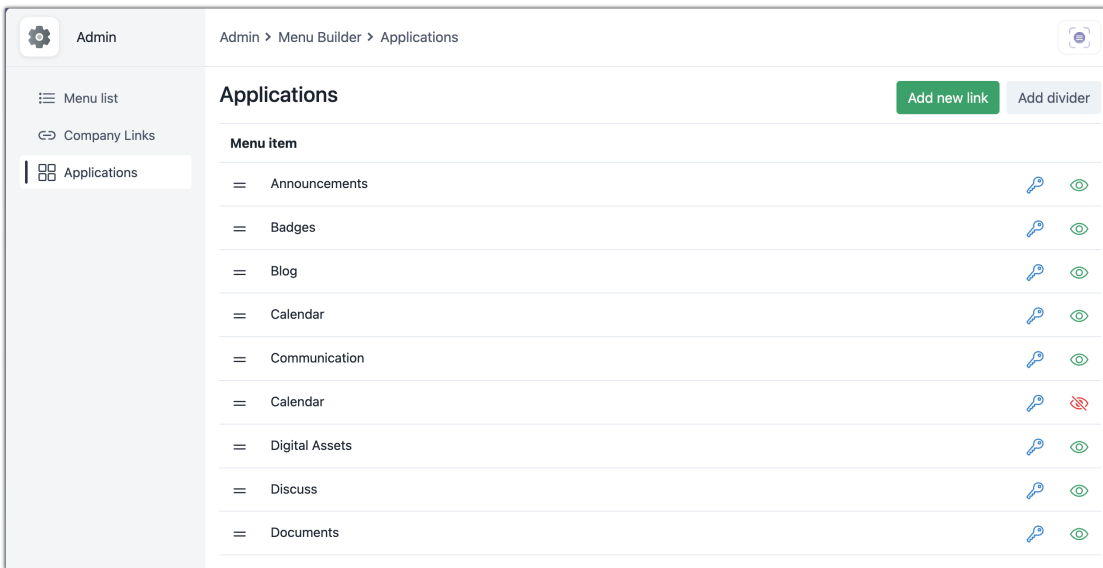 Admin
Admin > Menu Builder > Applications
Menu list
Company Links
Applications
Applications
Add new link
Add divider
Menu item
Announcements
Badges
Blog
Calendar
Communication
Calendar
Digital Assets
Discuss
Documents